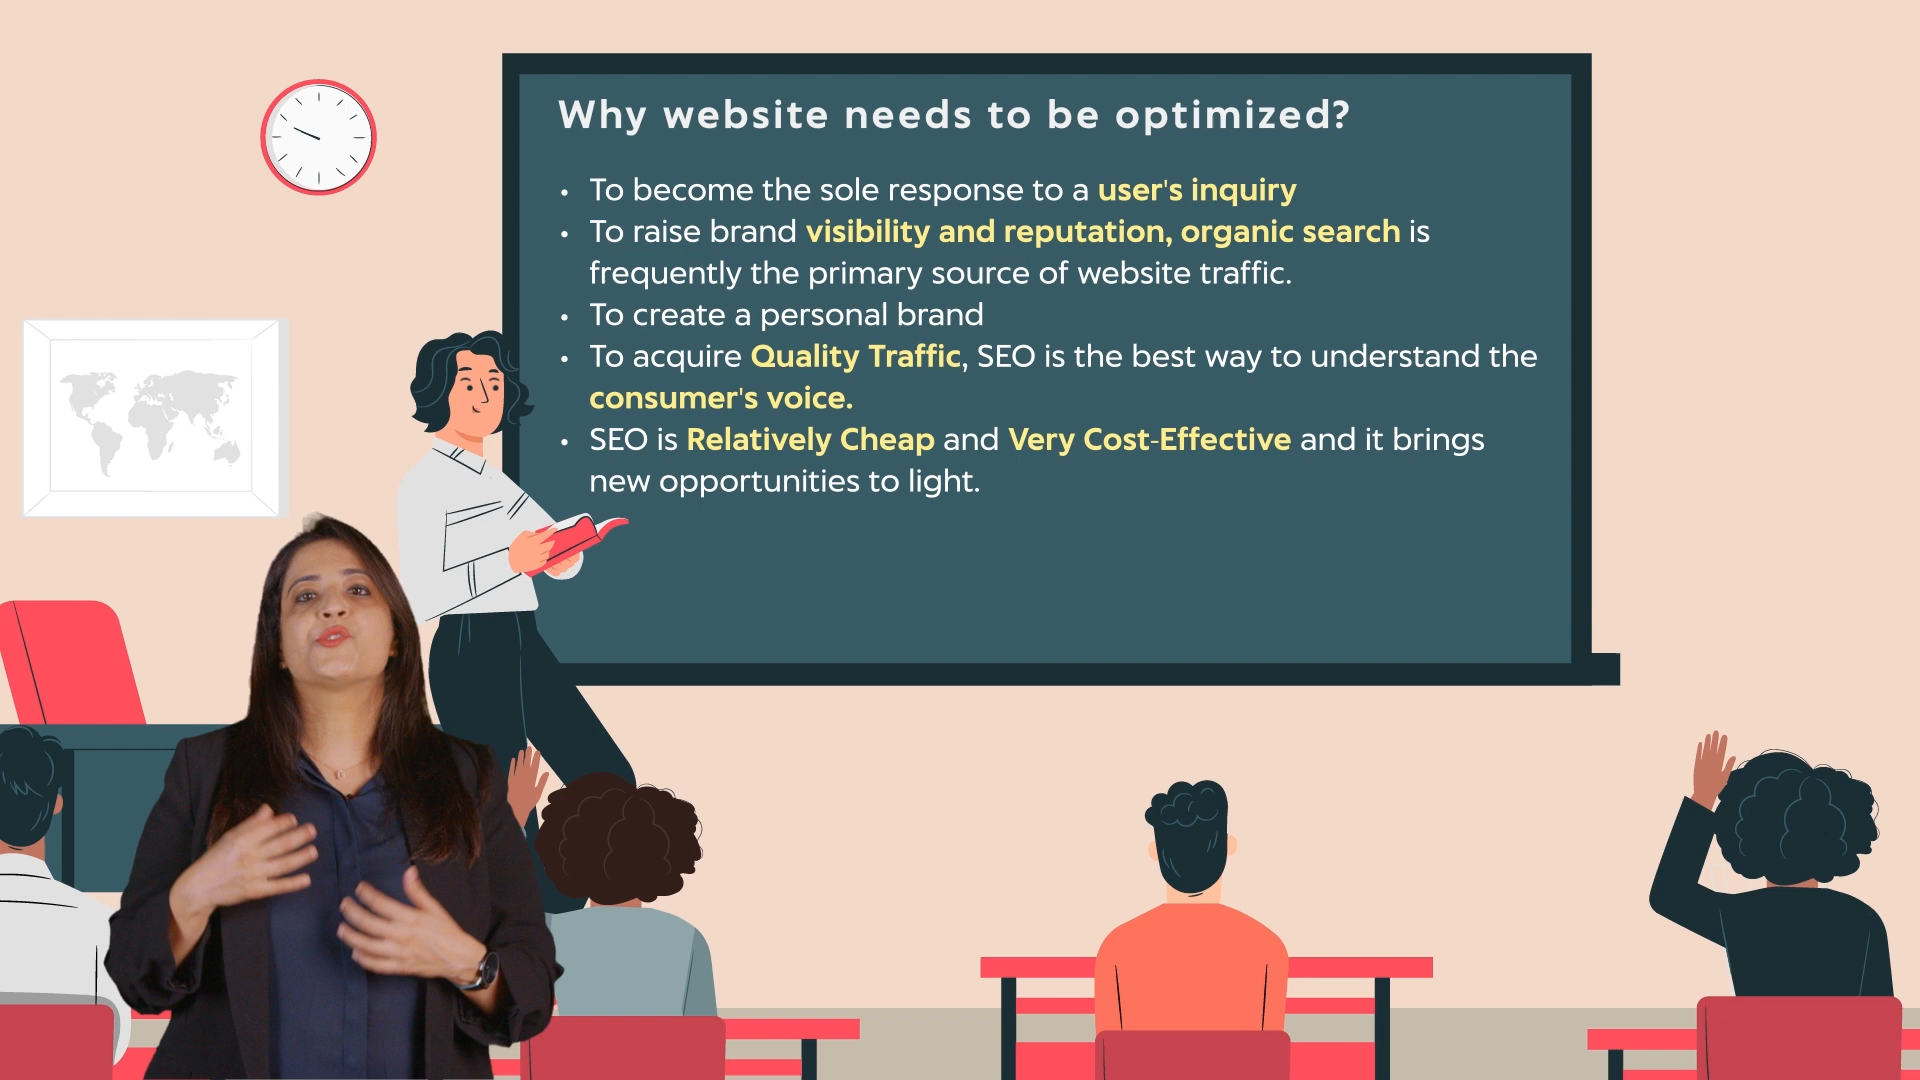 Why website needs to be optimized?
• To become the sole response to a user's inquiry
• To raise brand visibility and reputation, organic search is
frequently the primary source of website traffic.
• To create a personal brand
• To acquire Quality Traffic, SEO is the best way to understand the
consumer's voice.
• SEO is Relatively Cheap and Very Cost-Effective and it brings
new opportunities to light.